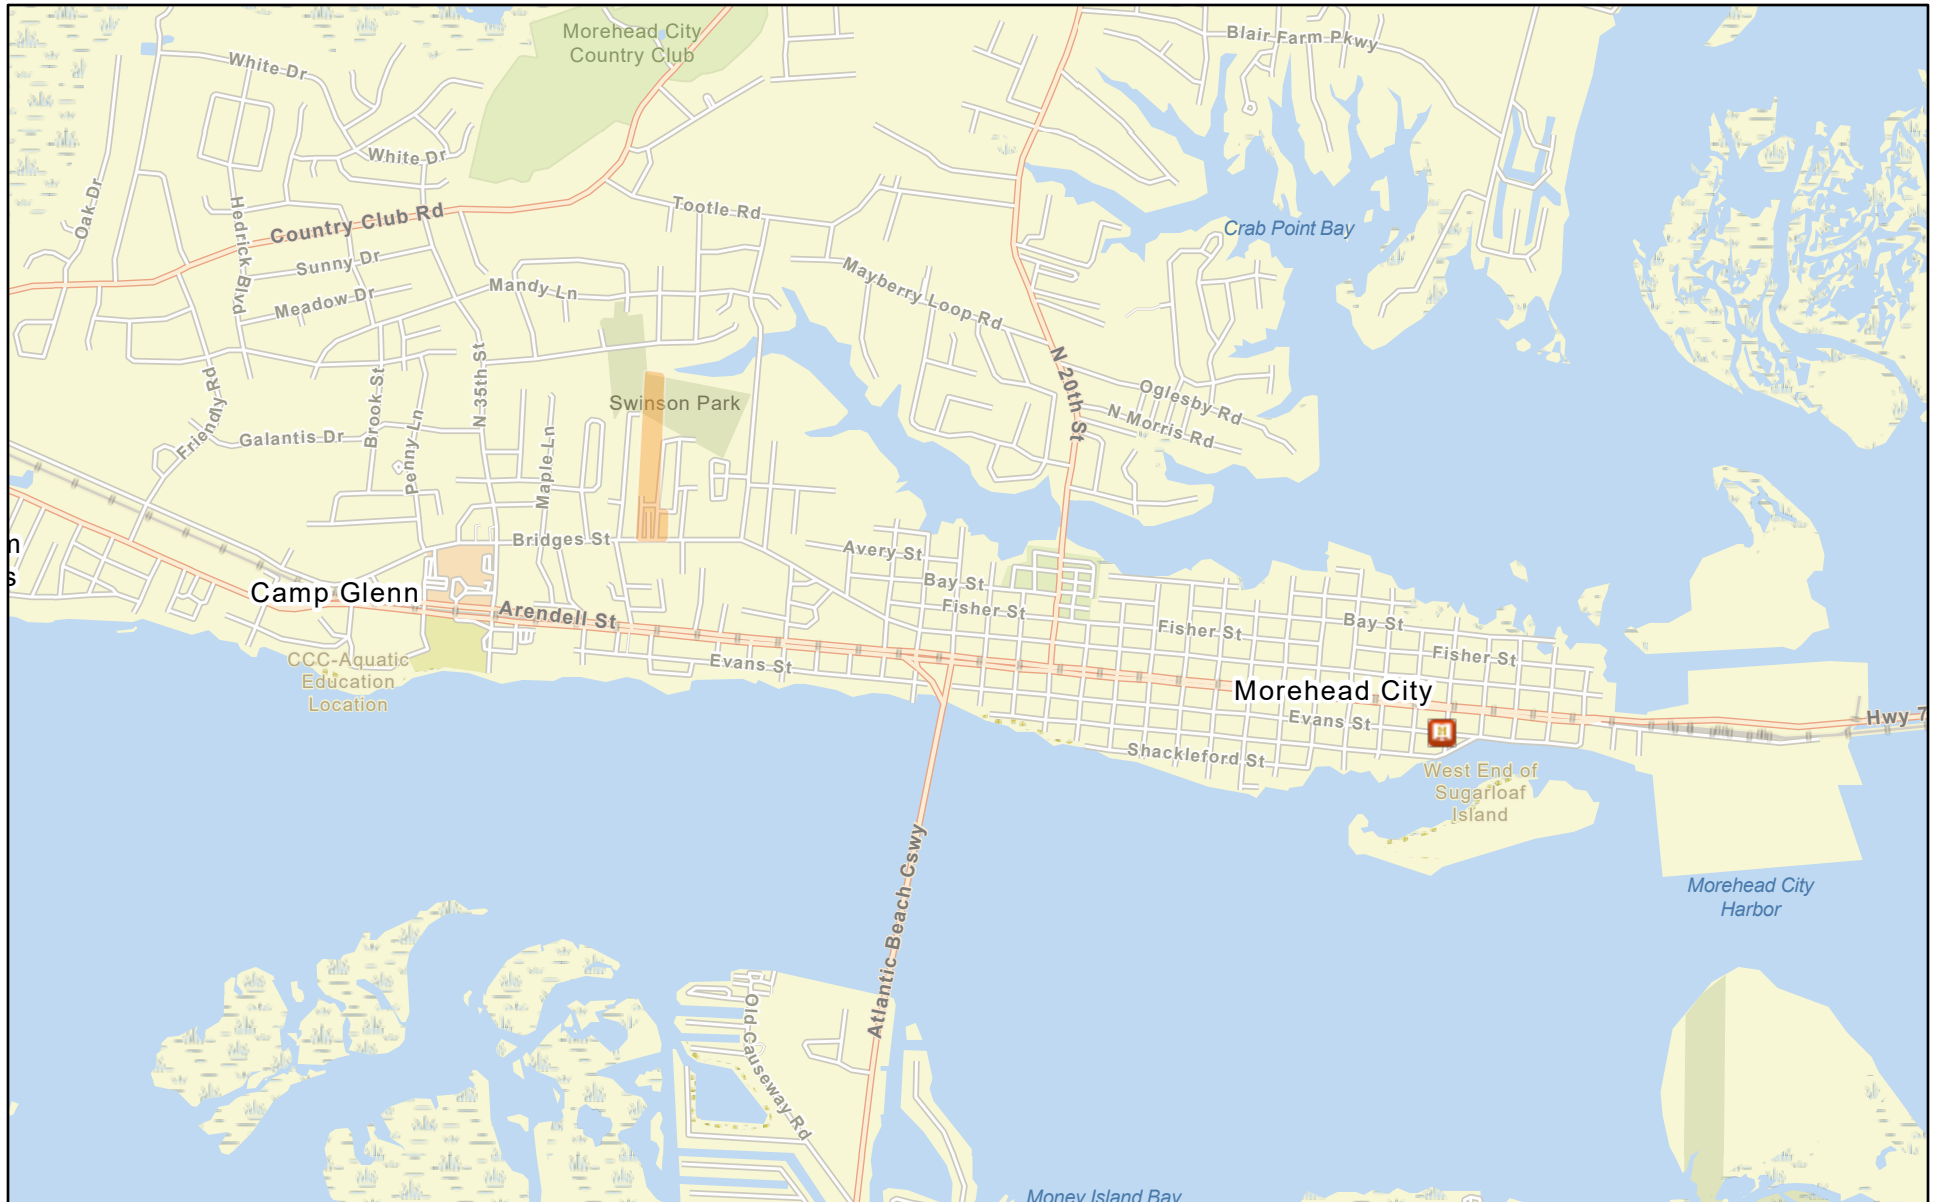 Morehead City
Country Club
Blair Farm Pkwy
White Dr
White Dr
Oak Dr
Hedrick Blvd
Country Club Rd
Tootle Rd
Crab Point Bay
Sunny Dr
Mandy Ln
Meadow Dr
Mayberry Loop Rd
N 20th St
N 35th St
Friendly Rd
Brook St
Penny Ln
Swinson Park
Oglesby Rd
N Morris Rd
Galantis Dr
Maple Ln
Bridges St
Avery St
m
s
Camp Glenn
Bay St
Fisher St
Arendell St
Fisher St
Bay St
Fisher St
Evans St
CCC-Aquatic
Education
Location
Morehead City
Evans St
Hwy 7
M
Shackleford St
West End of
Sugarloaf
Island
Atlantic Beach Cswy
Morehead City
Harbor
Old Causeway Rd
Money Island Bay